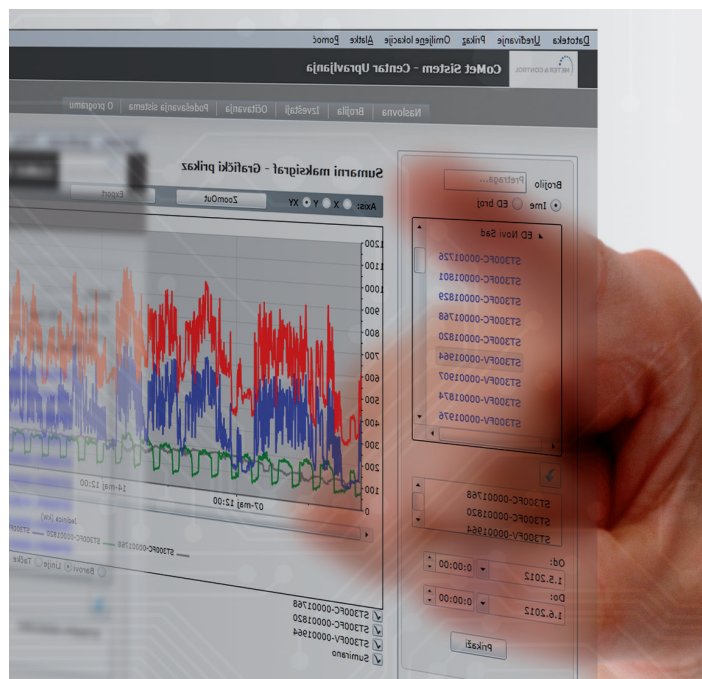 Datoteka Uređivanje Prikaz Omiljene lokacije Alatke Pomoć
METER&CONTROL
CoMet Sistem - Centar Upravljanja
Naslovna Brojila Izveštaji Očitavanja Podešavanja sistema O programu
Brojilo Pretraga...
Ime ED broj
ED Novi Sad
ST300FC-00001726
ST300FC-00001801
ST300FC-00001829
ST300FC-00001768
ST300FC-00001820
ST300FV-00001964
ST300FV-00001907
ST300FV-00001874
ST300FV-00001976
ST300FC-00001768
ST300FC-00001820
ST300FV-00001964
Od:
1.5.2012 0:00:00
Do:
1.6.2012 0:00:00
Prikaži
Sumarni maksigraf - Grafički prikaz
Axis: X Y XY ZoomOut Export
1200
1100
1000
900
800
700
600
500
400
300
200
100
0
07-maj 12:00 14-maj 12:00
Jedinica (kW)
ST300FC-00001768 ST300FC-00001820
Barovi Linije Tačke
ST300FC-00001768
ST300FC-00001820
ST300FV-00001964
Sumirano